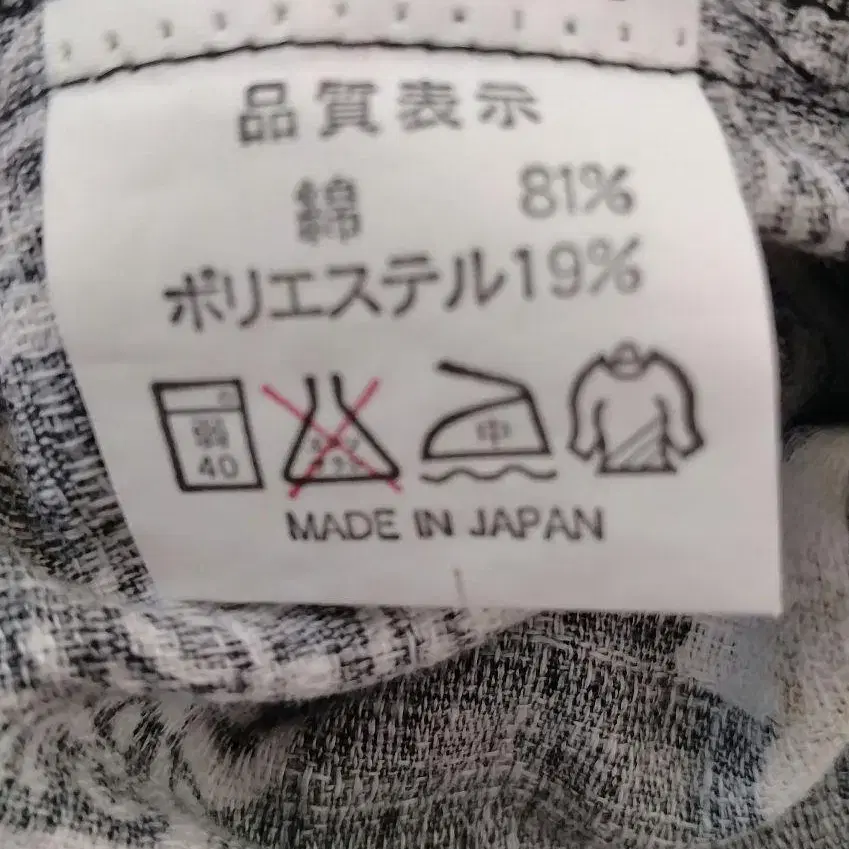 品質表示
綿 81%
ポリエステル19%
弱 中
40
MADE IN JAPAN